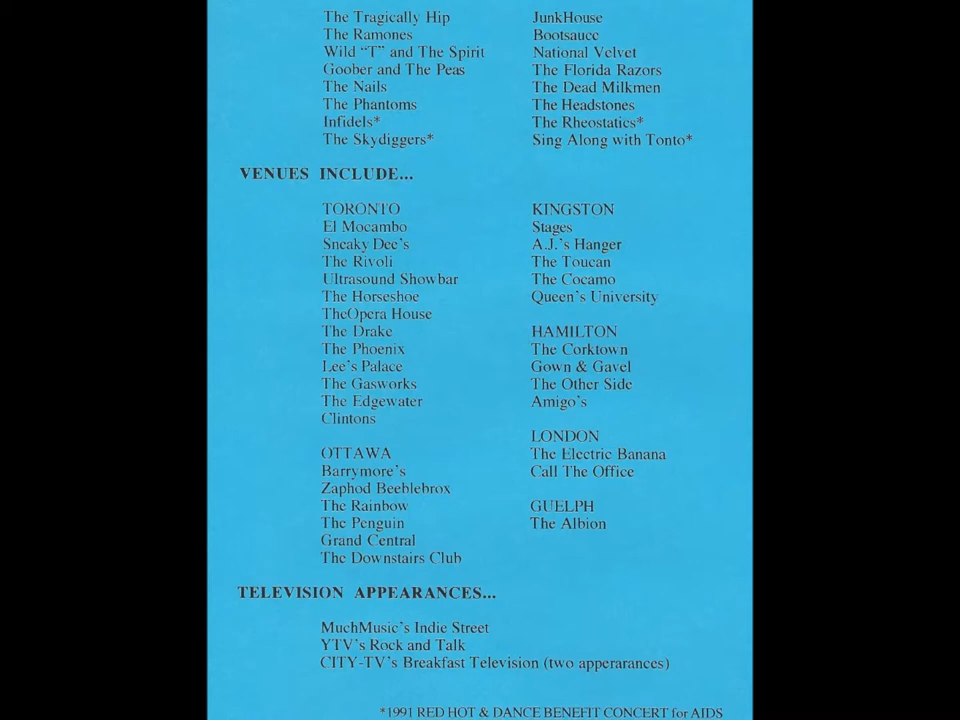 The Tragically Hip
The Ramones
Wild "T" and The Spirit
Goober and The Peas
The Nails
The Phantoms
Infidels*
The Skydiggers*
JunkHouse
Bootsauce
National Velvet
The Florida Razors
The Dead Milkmen
The Headstones
The Rheostatics*
Sing Along with Tonto*
VENUES INCLUDE...
TORONTO
El Mocambo
Sneaky Dee's
The Rivoli
Ultrasound Showbar
The Horseshoe
TheOpera House
The Drake
The Phoenix
Lee's Palace
The Gasworks
The Edgewater
Clintons
OTTAWA
Barrymore's
Zaphod Beeblebrox
The Rainbow
The Penguin
Grand Central
The Downstairs Club
KINGSTON
Stages
A.J.'s Hanger
The Toucan
The Cocamo
Queen's University
HAMILTON
The Corktown
Gown & Gavel
The Other Side
Amigo's
LONDON
The Electric Banana
Call The Office
GUELPH
The Albion
TELEVISION APPEARANCES...
MuchMusic's Indie Street
YTV's Rock and Talk
CITY-TV's Breakfast Television (two apperarances)
*1991 RED HOT & DANCE BENEFIT CONCERT for AIDS